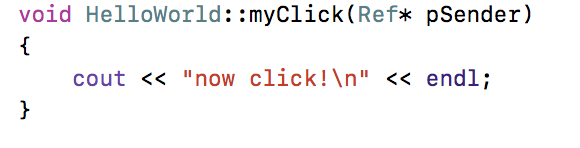 void HelloWorld::myClick(Ref* pSender)
{
    cout << "now click!\n" << endl;
}